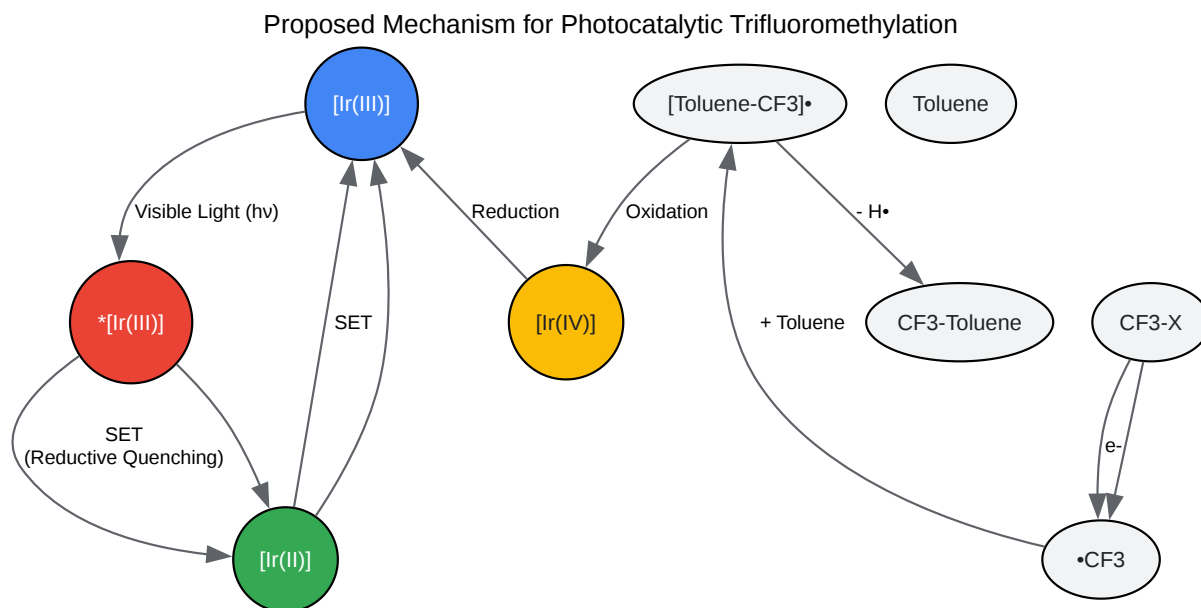 Proposed Mechanism for Photocatalytic Trifluoromethylation
[Ir(III)]
[Toluene-CF3]•
Toluene
Visible Light (hν)
Reduction
Oxidation
- H•
*[Ir(III)]
SET
[Ir(IV)]
+ Toluene
CF3-Toluene
CF3-X
SET
(Reductive Quenching)
e-
[Ir(II)]
•CF3